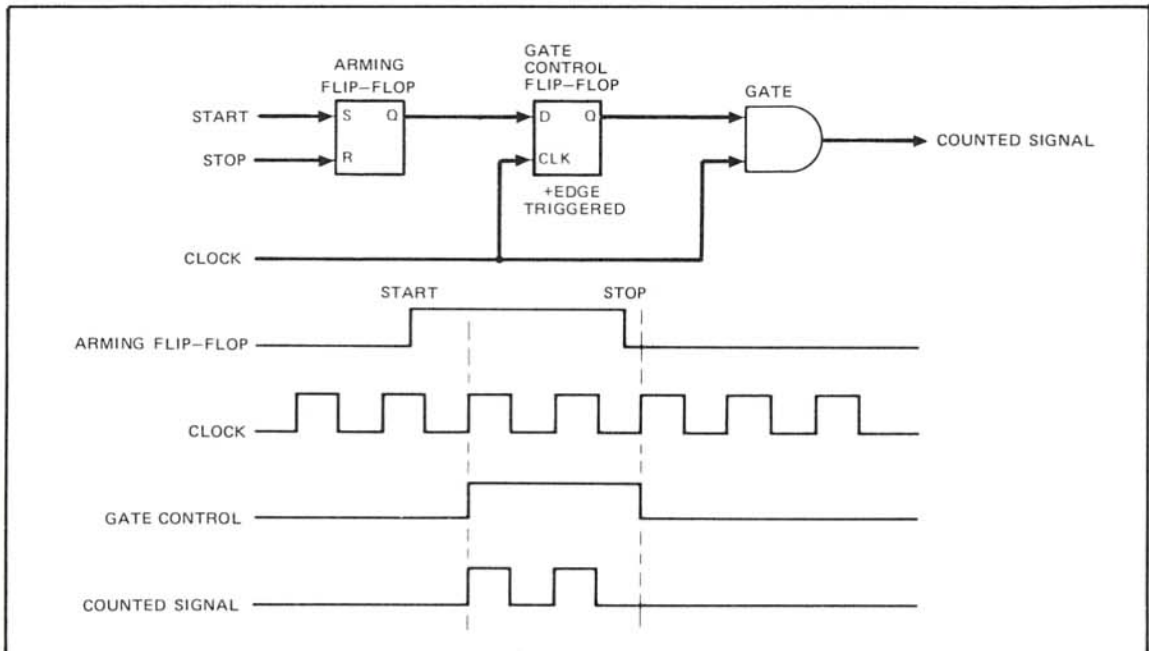 ARMING
FLIP–FLOP
GATE
CONTROL
FLIP–FLOP
GATE
START
S Q
D Q
COUNTED SIGNAL
STOP
R
CLK
+EDGE
TRIGGERED
CLOCK
START
STOP
ARMING FLIP–FLOP
CLOCK
GATE CONTROL
COUNTED SIGNAL